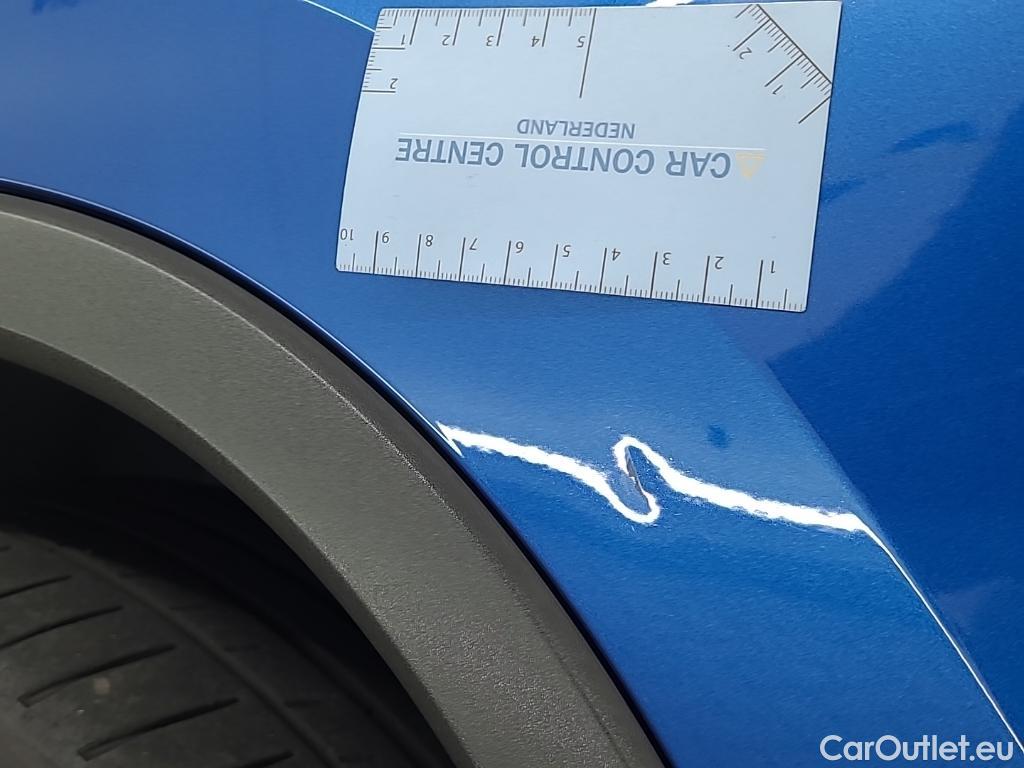 1 2 3 4 5
2
2
1
NEDERLAND
CAR CONTROL CENTRE
10 9 8 7 6 5 4 3 2 1
CarOutlet.eu